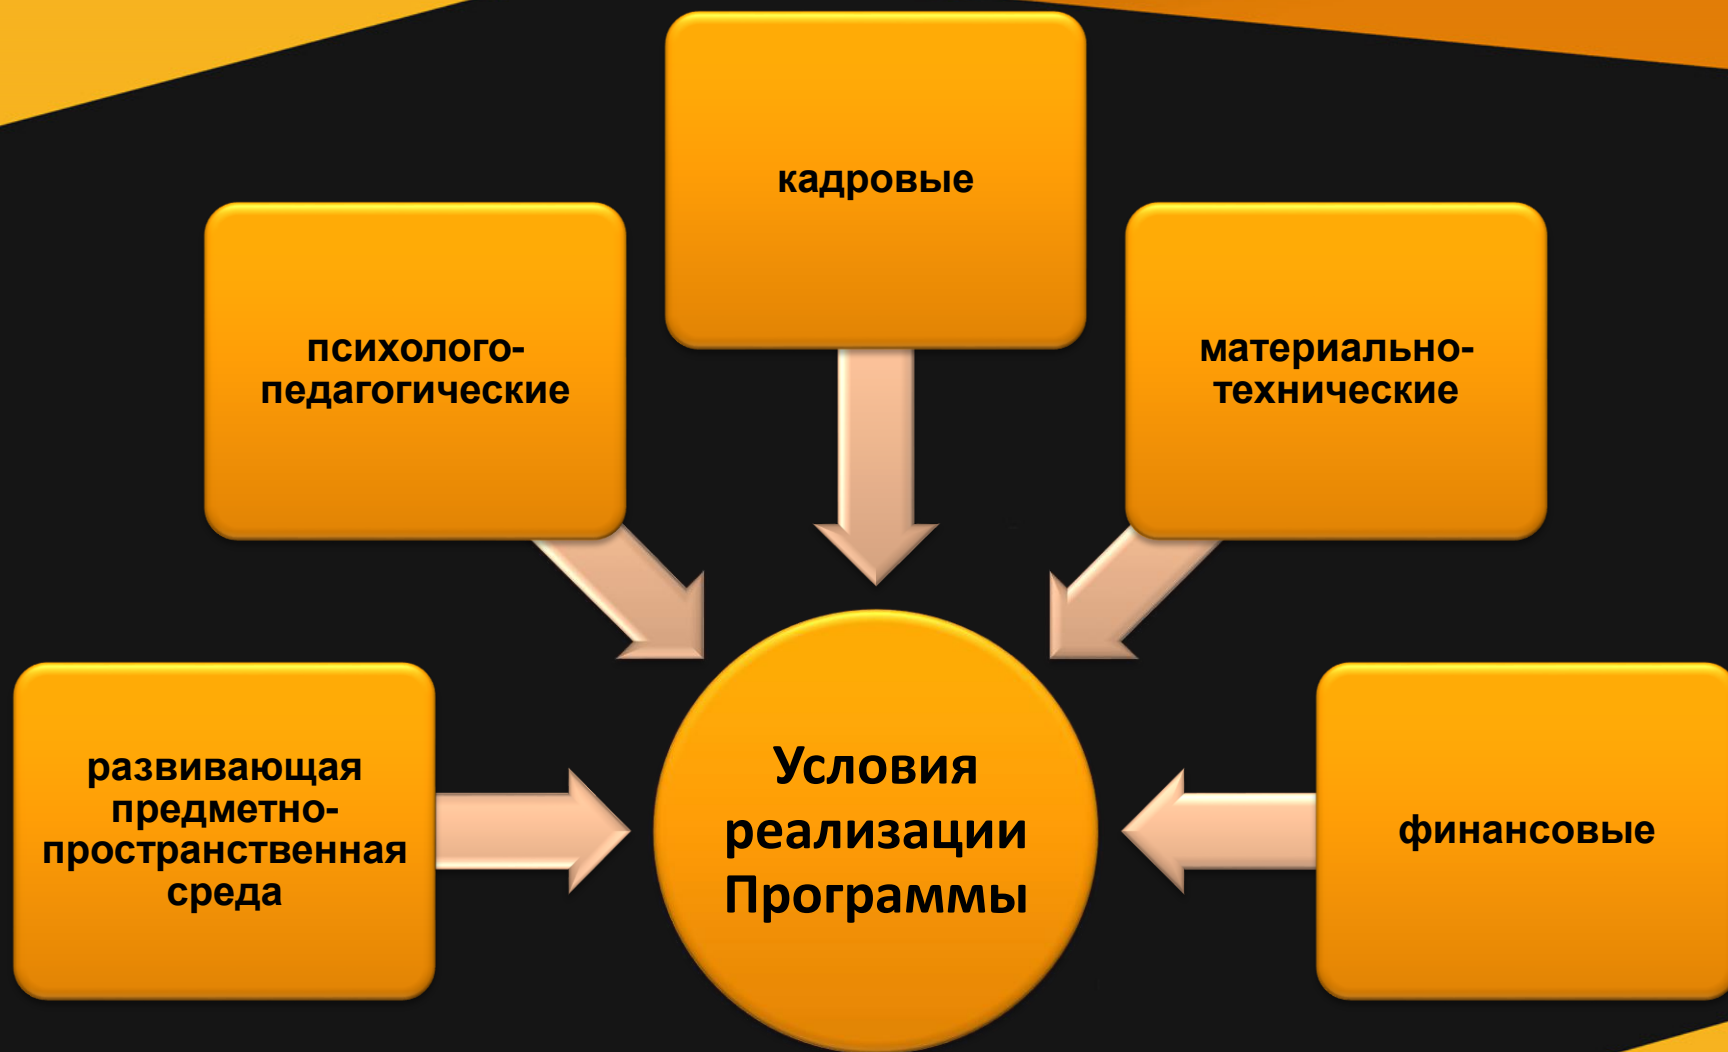 кадровые
психолого-
педагогические
материально-
технические
развивающая
предметно-
пространственная
среда
Условия
реализации
Программы
финансовые